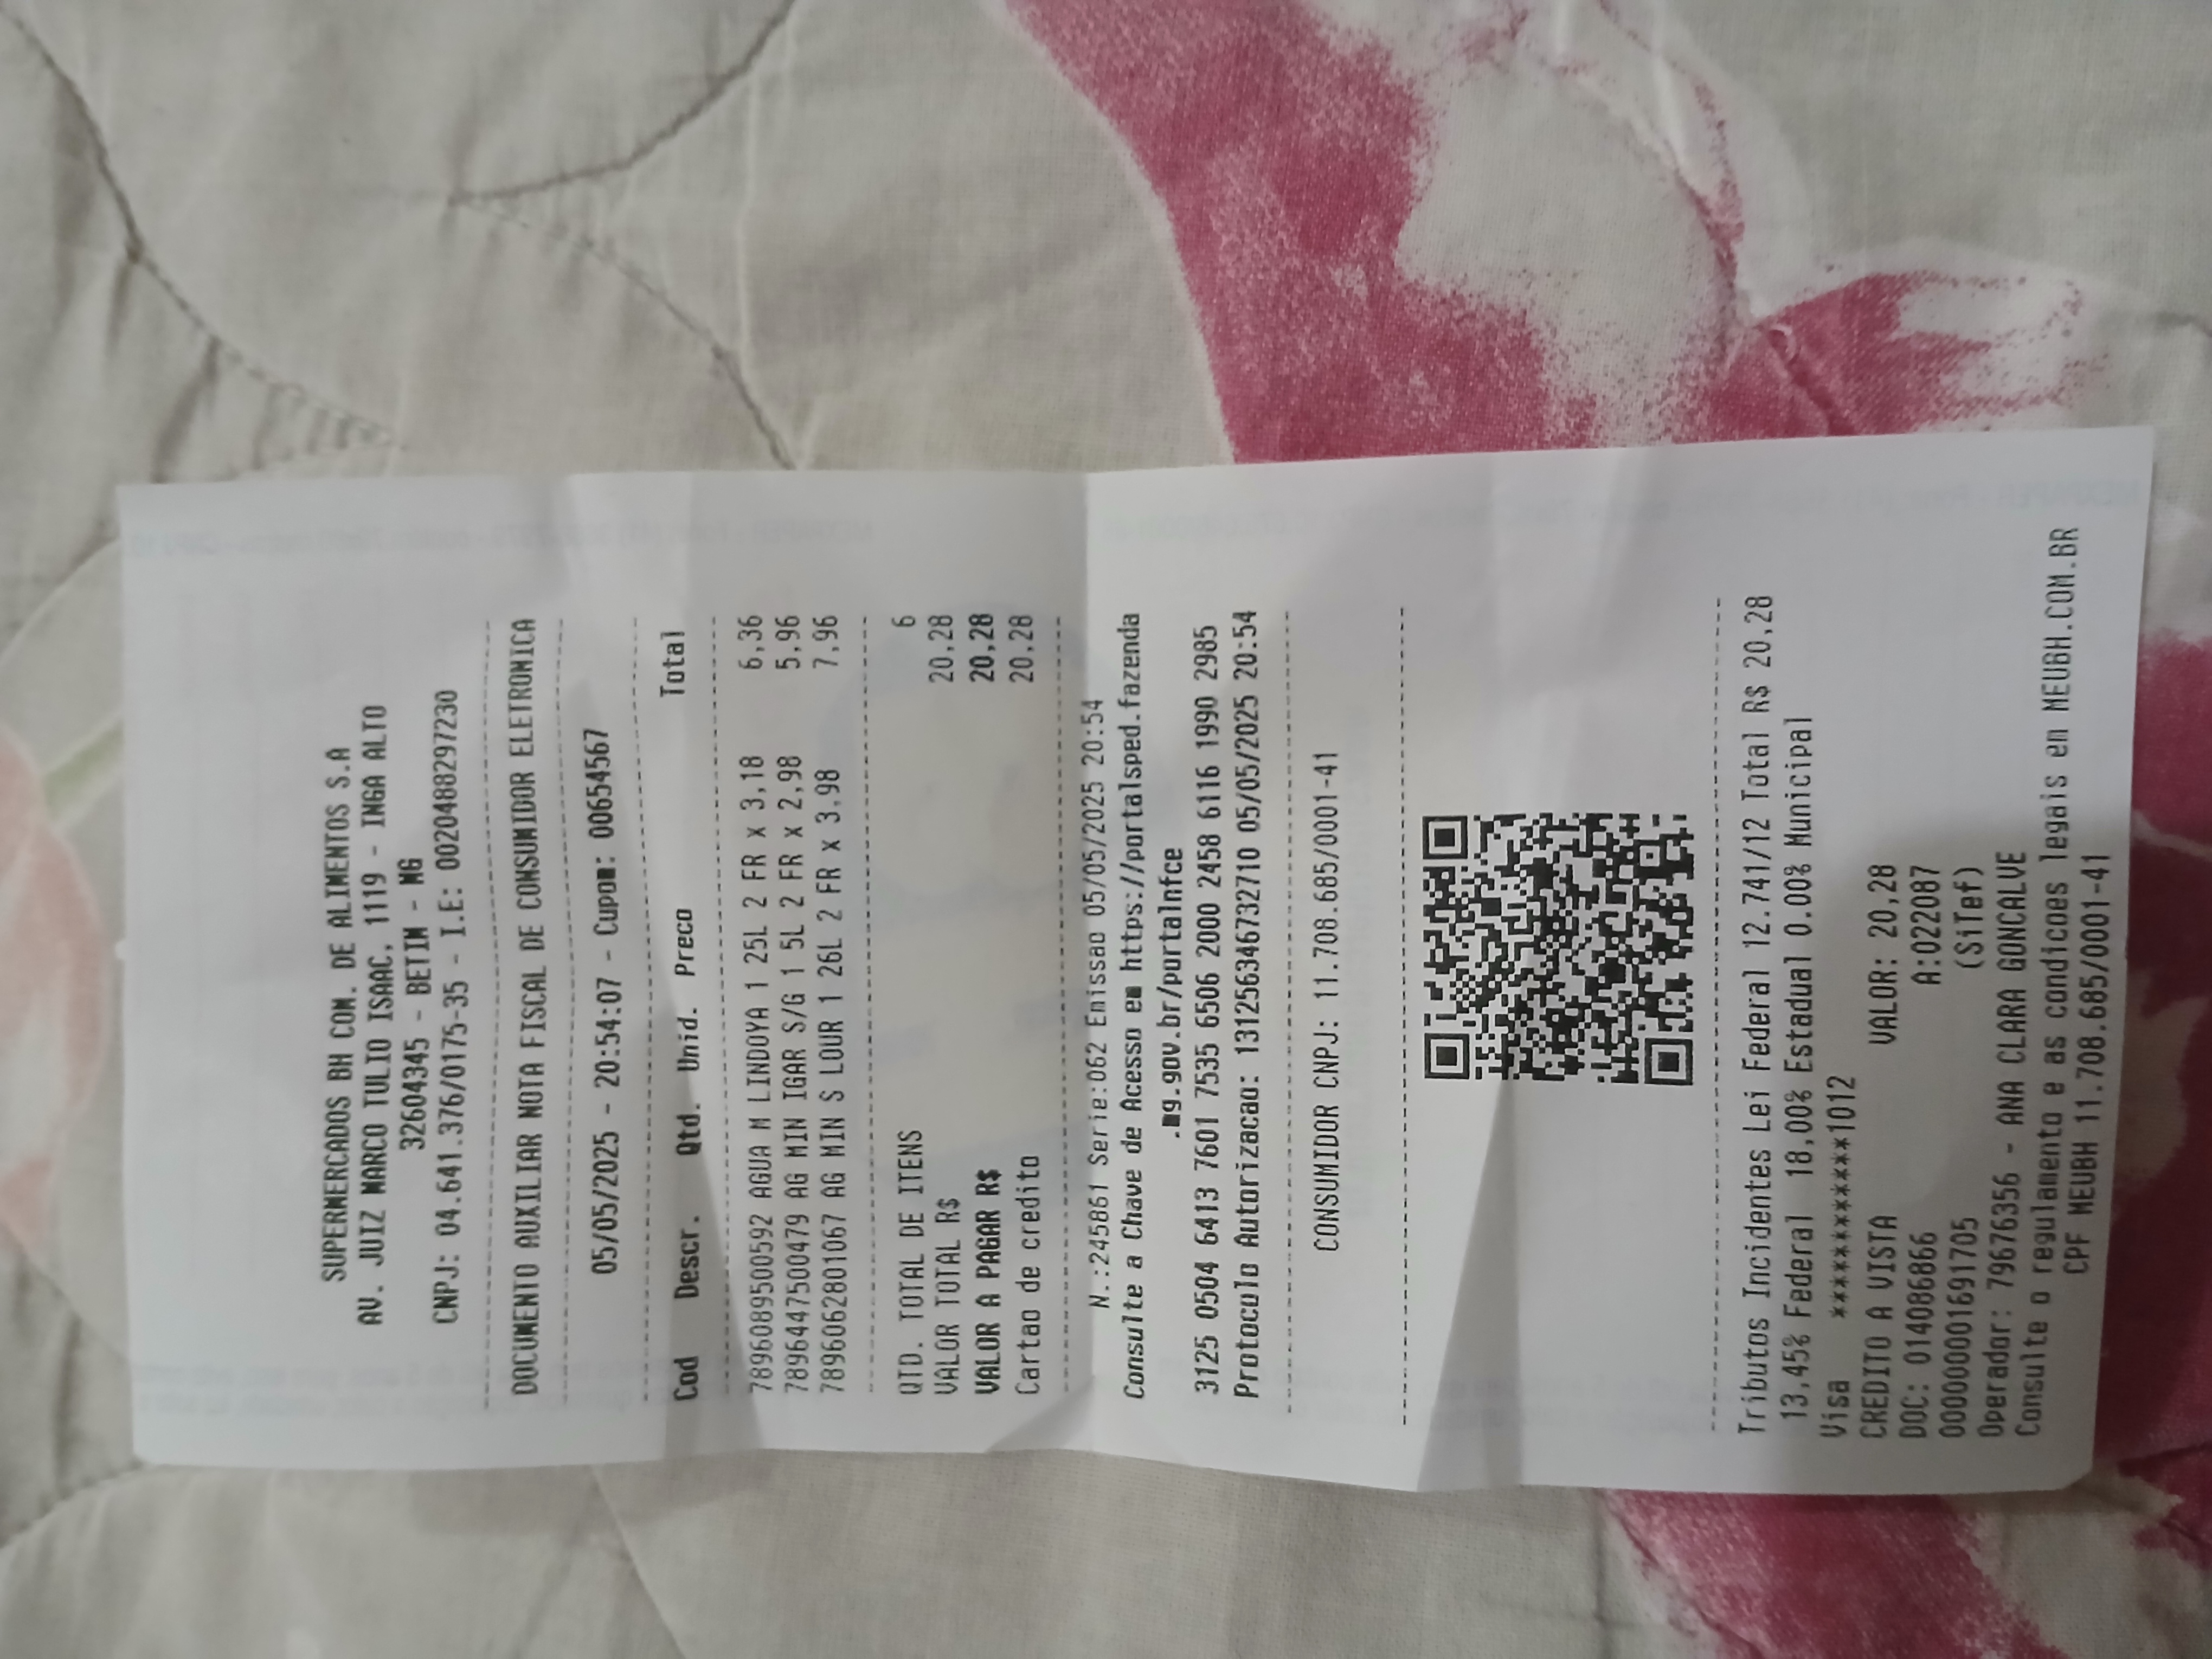 SUPERMERCADOS BH COM. DE ALIMENTOS S.A
AV. JUIZ MARCO TULIO ISAAC, 1119 - INGA ALTO
32604345 - BETIM - MG
CNPJ: 04.641.376/0175-35 - I.E: 0020488297230
DOCUMENTO AUXILIAR NOTA FISCAL DE CONSUMIDOR ELETRONICA
05/05/2025 - 20:54:07 - Cupom: 00654567
Cod Descr. Qtd. Unid. Preco Total
7896089500592 AGUA M LINDOYA 1 25L 2 FR x 3,18 6,36
7896447500479 AG MIN IGAR S/G 1 5L 2 FR x 2,98 5,96
7896062801067 AG MIN S LOUR 1 26L 2 FR x 3,98 7,96
QTD. TOTAL DE ITENS 6
VALOR TOTAL R$ 20,28
VALOR A PAGAR R$ 20,28
Cartao de credito 20,28
N.:245861 Serie:062 Emissao 05/05/2025 20:54
Consulte a Chave de Acesso em https://portalsped.fazenda
.mg.gov.br/portalnfce
3125 0504 6413 7601 7535 6506 2000 2458 6116 1990 2985
Protocolo Autorizacao: 131256346732710 05/05/2025 20:54
CONSUMIDOR CNPJ: 11.708.685/0001-41
Tributos Incidentes Lei Federal 12.741/12 Total R$ 20,28
13,45% Federal 18,00% Estadual 0.00% Municipal
Visa ************1012
CREDITO A VISTA VALOR: 20,28
DOC: 014086866 A:022087
000000001691705 (SiTef)
Operador: 79676356 - ANA CLARA GONCALVE
Consulte o regulamento e as condicoes legais em MEUBH.COM.BR
CPF MEUBH 11.708.685/0001-41